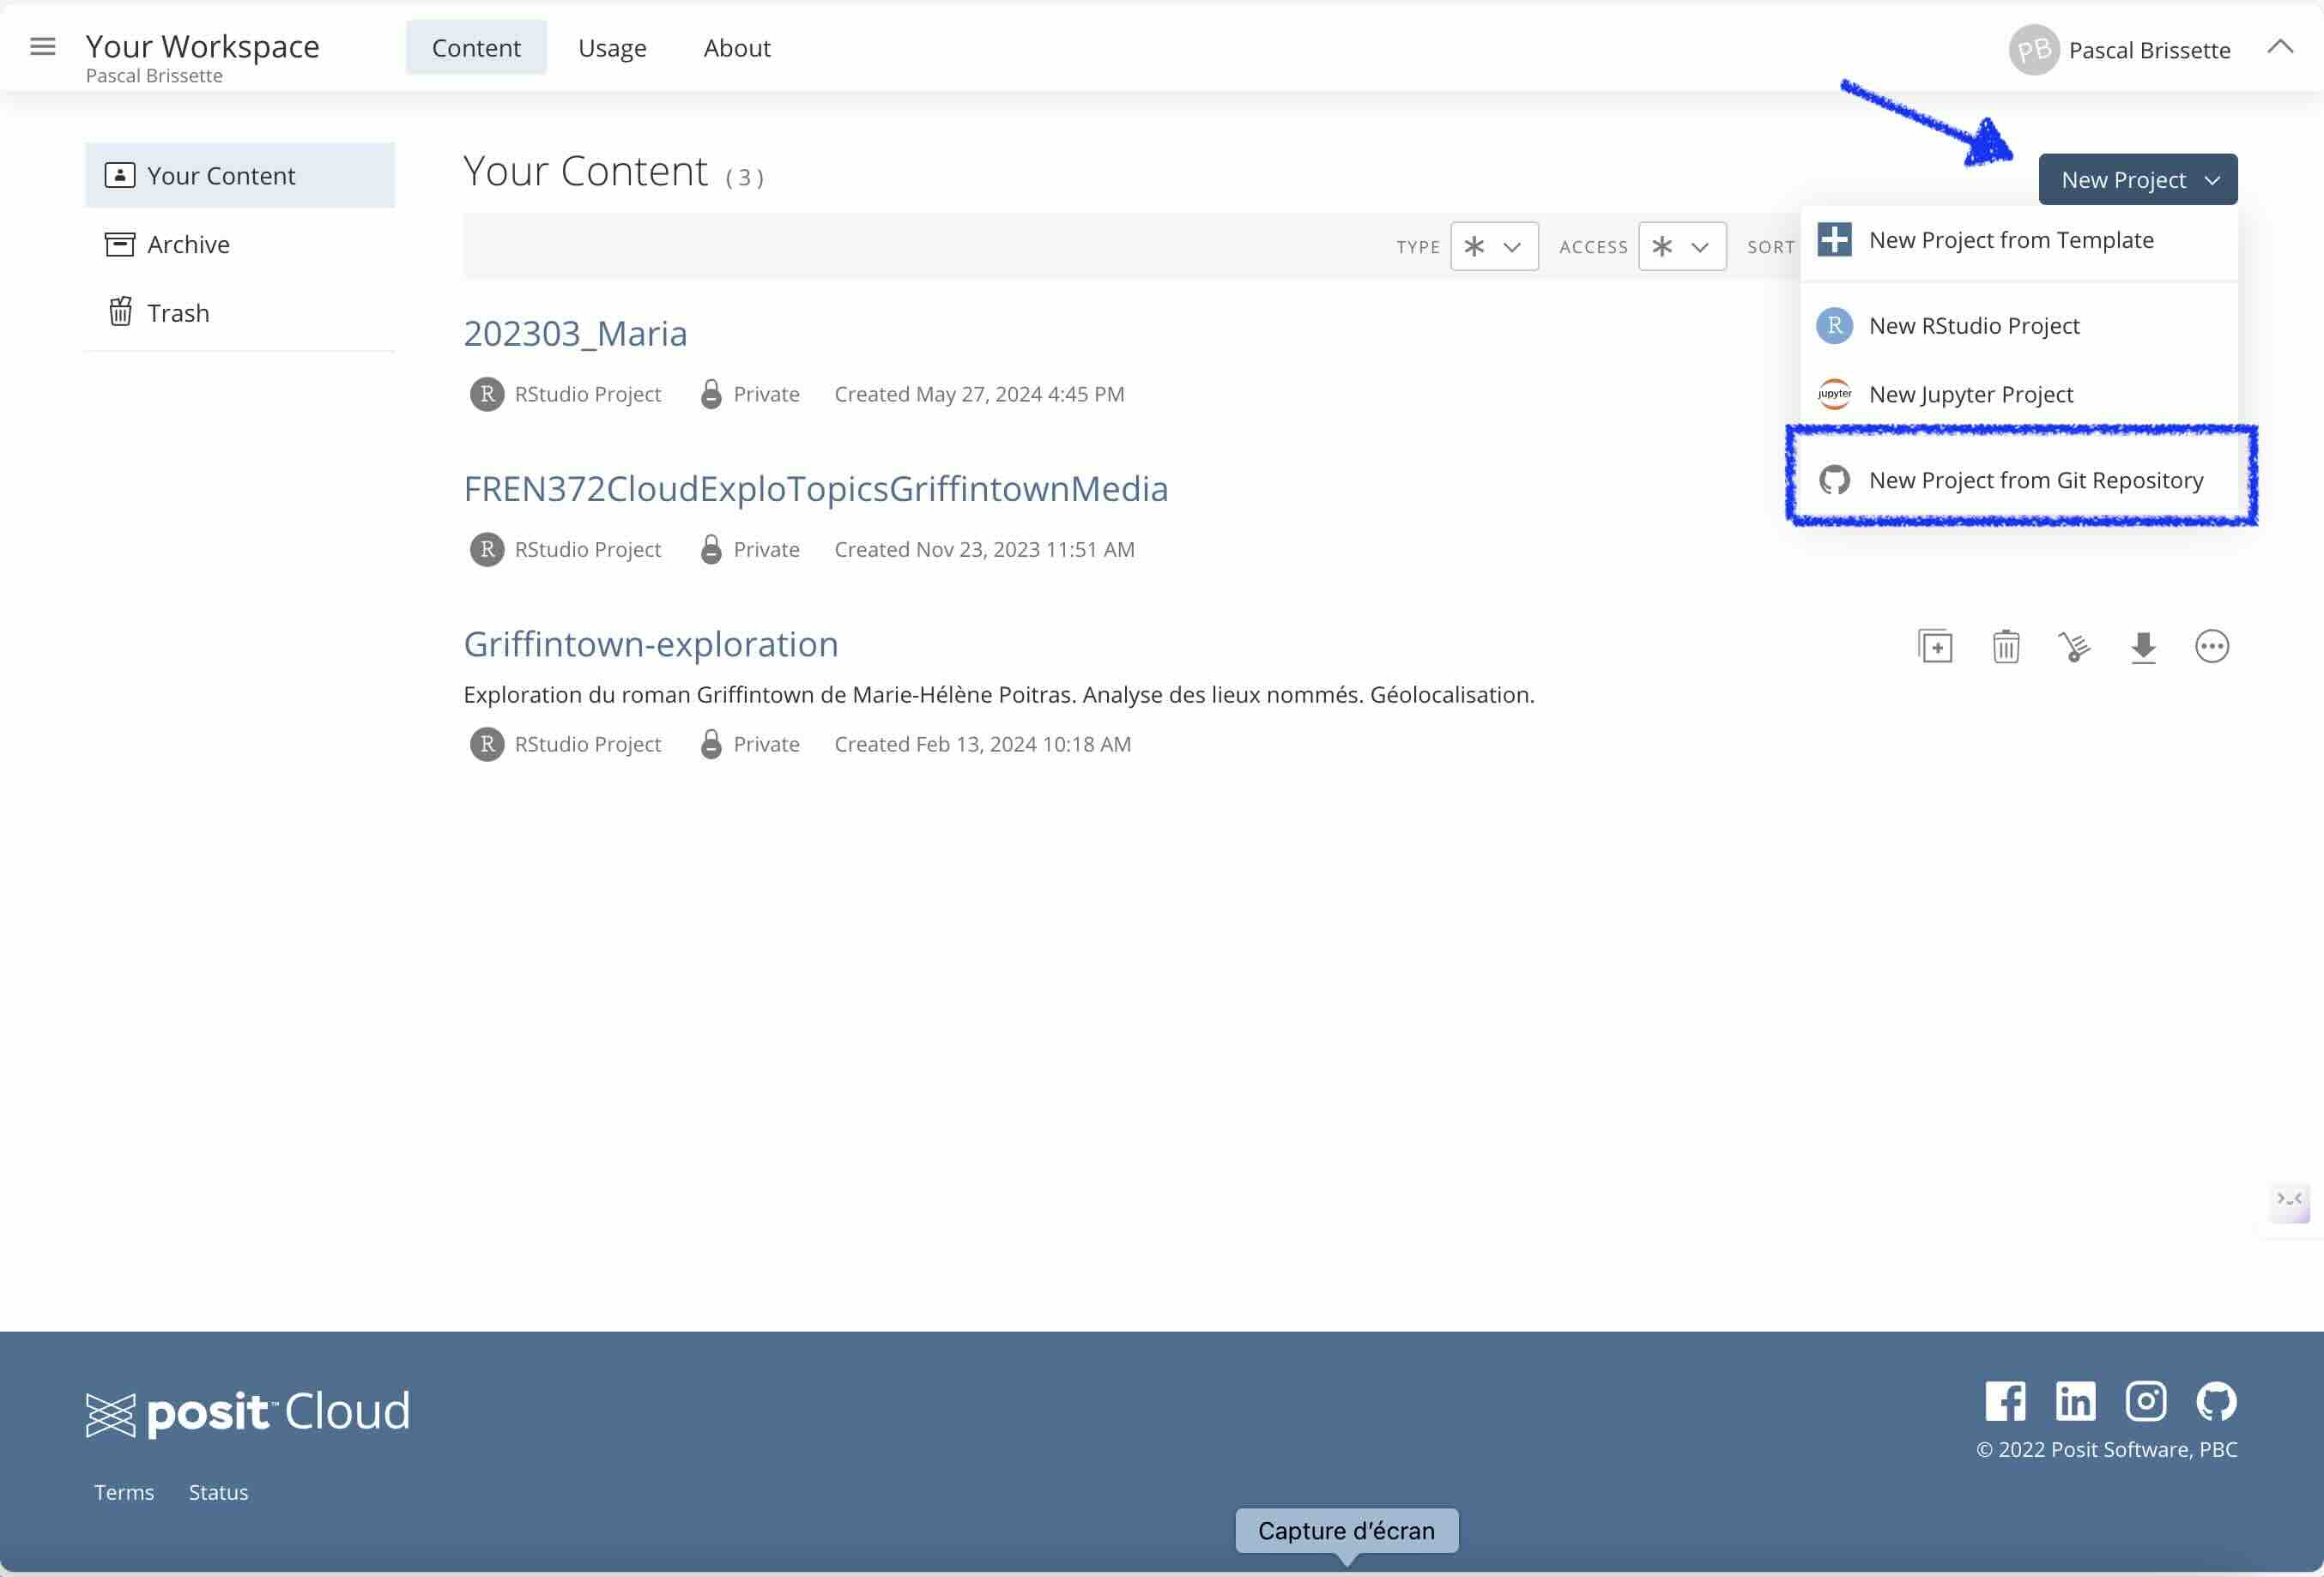 Your Workspace
Pascal Brissette
Content
Usage
About
PB
Pascal Brissette
Your Content
Archive
Trash
Your Content (3)
New Project
TYPE * ACCESS * SORT
New Project from Template
New RStudio Project
New Jupyter Project
New Project from Git Repository
202303_Maria
R RStudio Project Private Created May 27, 2024 4:45 PM
FREN372CloudExploTopicsGriffintownMedia
R RStudio Project Private Created Nov 23, 2023 11:51 AM
Griffintown-exploration
Exploration du roman Griffintown de Marie-Hélène Poitras. Analyse des lieux nommés. Géolocalisation.
R RStudio Project Private Created Feb 13, 2024 10:18 AM
posit™ Cloud
© 2022 Posit Software, PBC
Terms
Status
Capture d’écran